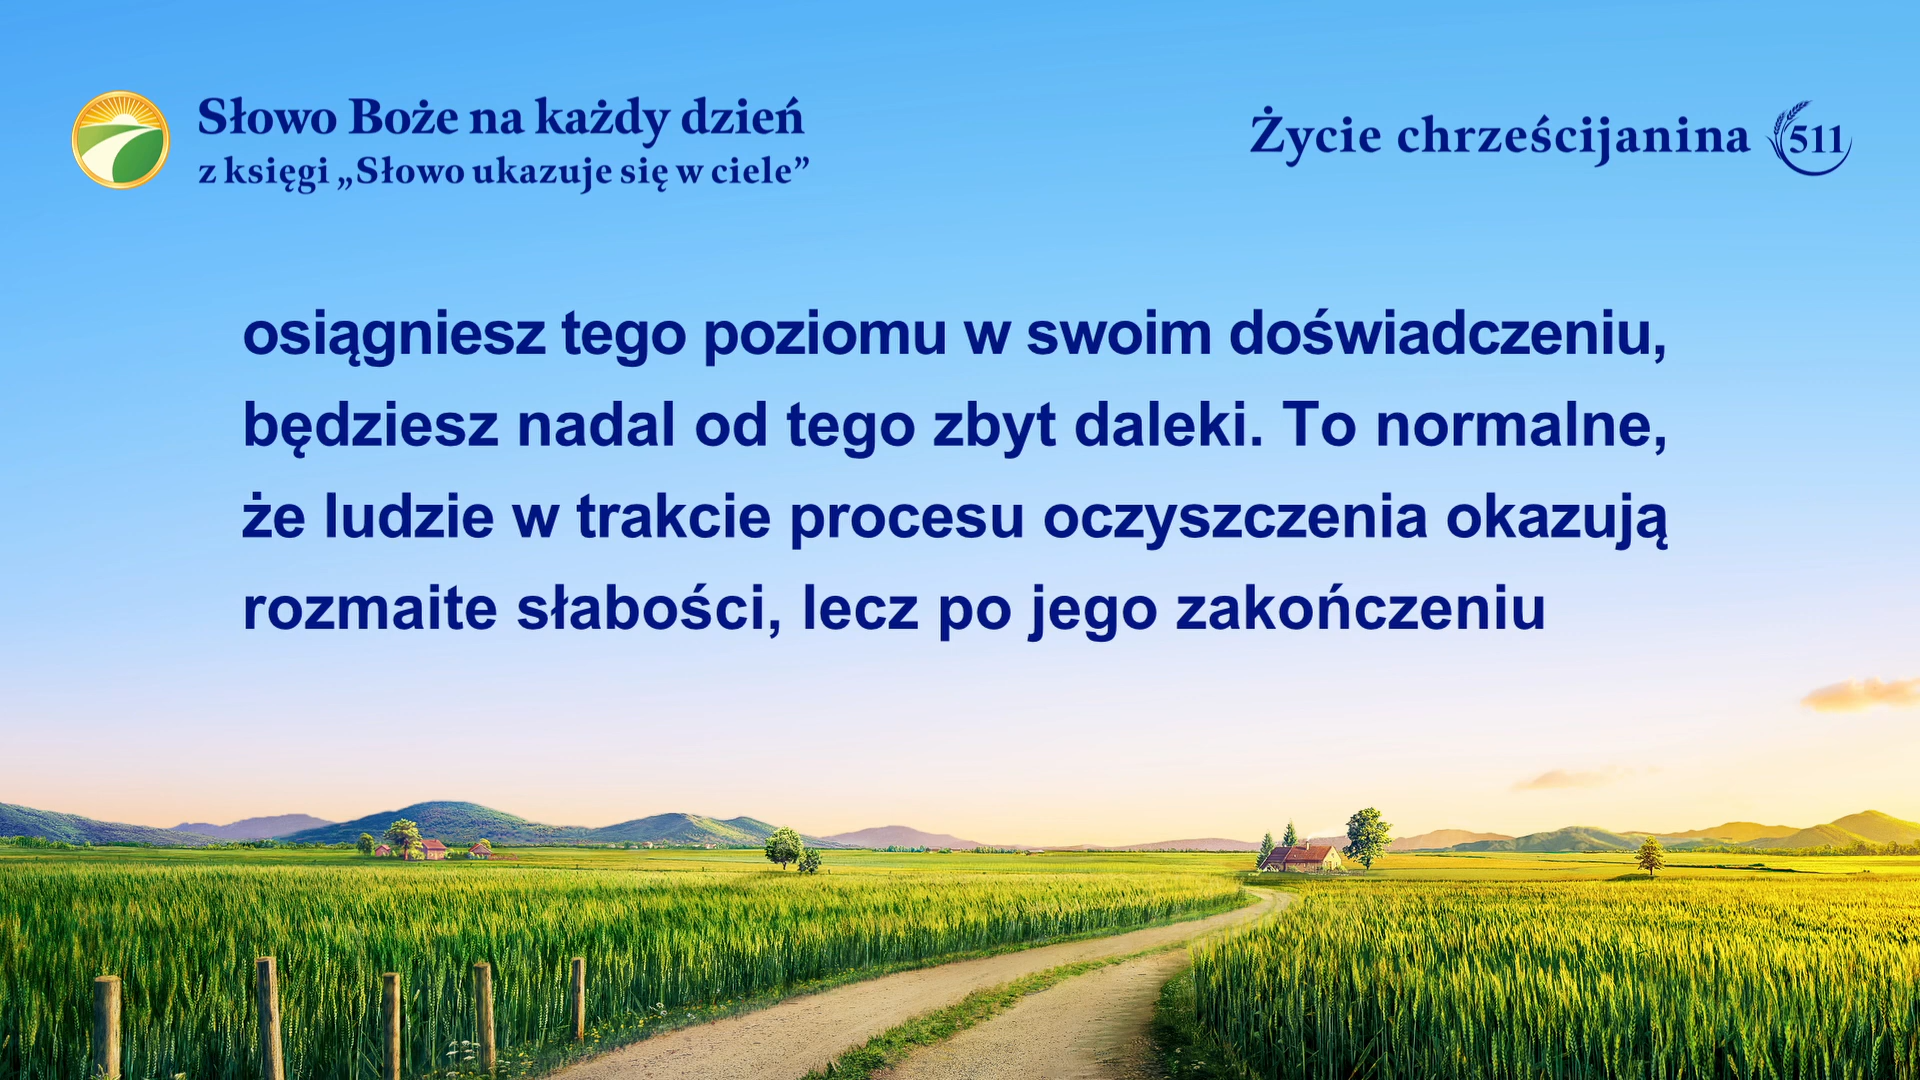 Słowo Boże na każdy dzień
z księgi „Słowo ukazuje się w ciele”
Życie chrześcijanina 511
osiągniesz tego poziomu w swoim doświadczeniu,
będziesz nadal od tego zbyt daleki. To normalne,
że ludzie w trakcie procesu oczyszczenia okazują
rozmaite słabości, lecz po jego zakończeniu